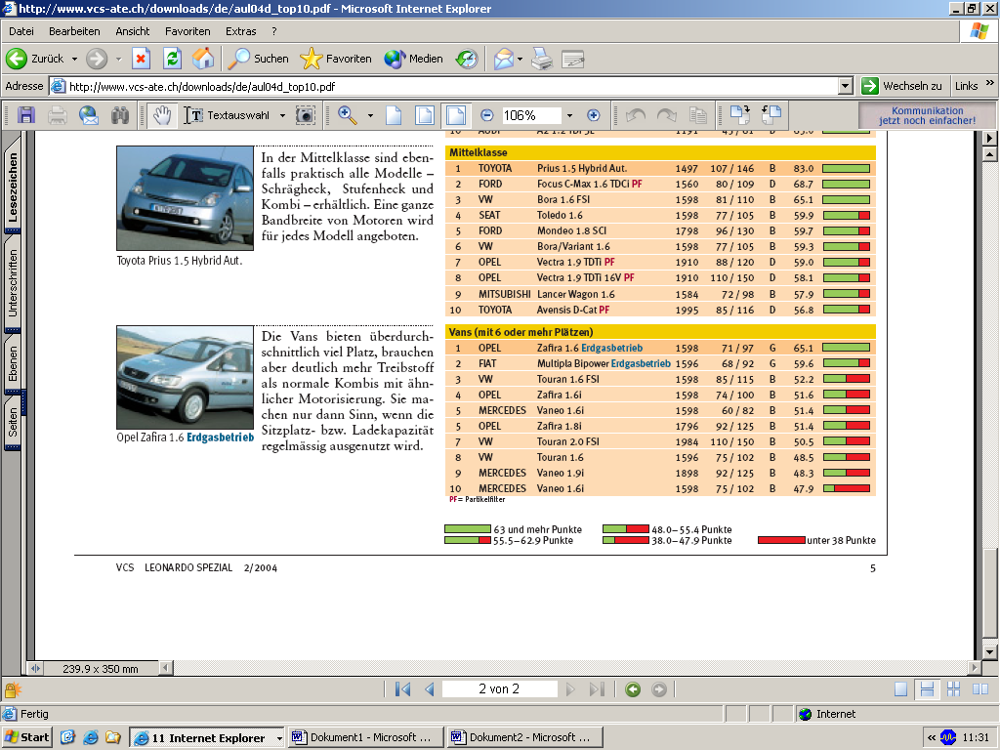 http://www.vcs-ate.ch/downloads/de/aul04d_top10.pdf - Microsoft Internet Explorer
Datei Bearbeiten Ansicht Favoriten Extras ?
Zurück Suchen Favoriten Medien
Adresse http://www.vcs-ate.ch/downloads/de/aul04d_top10.pdf Wechseln zu Links »
Textauswahl 106% Kommunikation
jetzt noch einfacher!
Lesezeichen
Unterschriften
Ebenen
Seiten
In der Mittelklasse sind eben-
falls praktisch alle Modelle –
Schrägheck, Stufenheck und
Kombi – erhältlich. Eine ganze
Bandbreite von Motoren wird
für jedes Modell angeboten.
Toyota Prius 1.5 Hybrid Aut.
Die Vans bieten überdurch-
schnittlich viel Platz, brauchen
aber deutlich mehr Treibstoff
als normale Kombis mit ähn-
licher Motorisierung. Sie ma-
chen nur dann Sinn, wenn die
Sitzplatz- bzw. Ladekapazität
regelmässig ausgenutzt wird.
Opel Zafira 1.6 Erdgasbetrieb
Mittelklasse
1 TOYOTA Prius 1.5 Hybrid Aut. 1497 107 / 146 B 83.0
2 FORD Focus C-Max 1.6 TDCi PF 1560 80 / 109 D 68.7
3 VW Bora 1.6 FSI 1598 81 / 110 B 65.1
4 SEAT Toledo 1.6 1598 77 / 105 B 59.9
5 FORD Mondeo 1.8 SCI 1798 96 / 130 B 59.7
6 VW Bora/Variant 1.6 1598 77 / 105 B 59.3
7 OPEL Vectra 1.9 TDTi PF 1910 88 / 120 D 59.0
8 OPEL Vectra 1.9 TDTi 16V PF 1910 110 / 150 D 58.1
9 MITSUBISHI Lancer Wagon 1.6 1584 72 / 98 B 57.9
10 TOYOTA Avensis D-Cat PF 1995 85 / 116 D 56.8
Vans (mit 6 oder mehr Plätzen)
1 OPEL Zafira 1.6 Erdgasbetrieb 1598 71 / 97 G 65.1
2 FIAT Multipla Bipower Erdgasbetrieb 1596 68 / 92 G 59.6
3 VW Touran 1.6 FSI 1598 85 / 115 B 52.2
4 OPEL Zafira 1.6i 1598 74 / 100 B 51.6
5 MERCEDES Vaneo 1.6i 1598 60 / 82 B 51.4
5 OPEL Zafira 1.8i 1796 92 / 125 B 51.4
7 VW Touran 2.0 FSI 1984 110 / 150 B 50.5
8 VW Touran 1.6 1596 75 / 102 B 48.5
9 MERCEDES Vaneo 1.9i 1898 92 / 125 B 48.3
10 MERCEDES Vaneo 1.6i 1598 75 / 102 B 47.9
PF = Partikelfilter
63 und mehr Punkte 48.0–55.4 Punkte
55.5–62.9 Punkte 38.0–47.9 Punkte unter 38 Punkte
VCS LEONARDO SPEZIAL 2/2004 5
239.9 x 350 mm
2 von 2
Fertig Internet
Start 11 Internet Explorer Dokument1 - Microsoft ... Dokument2 - Microsoft ... « 11:31